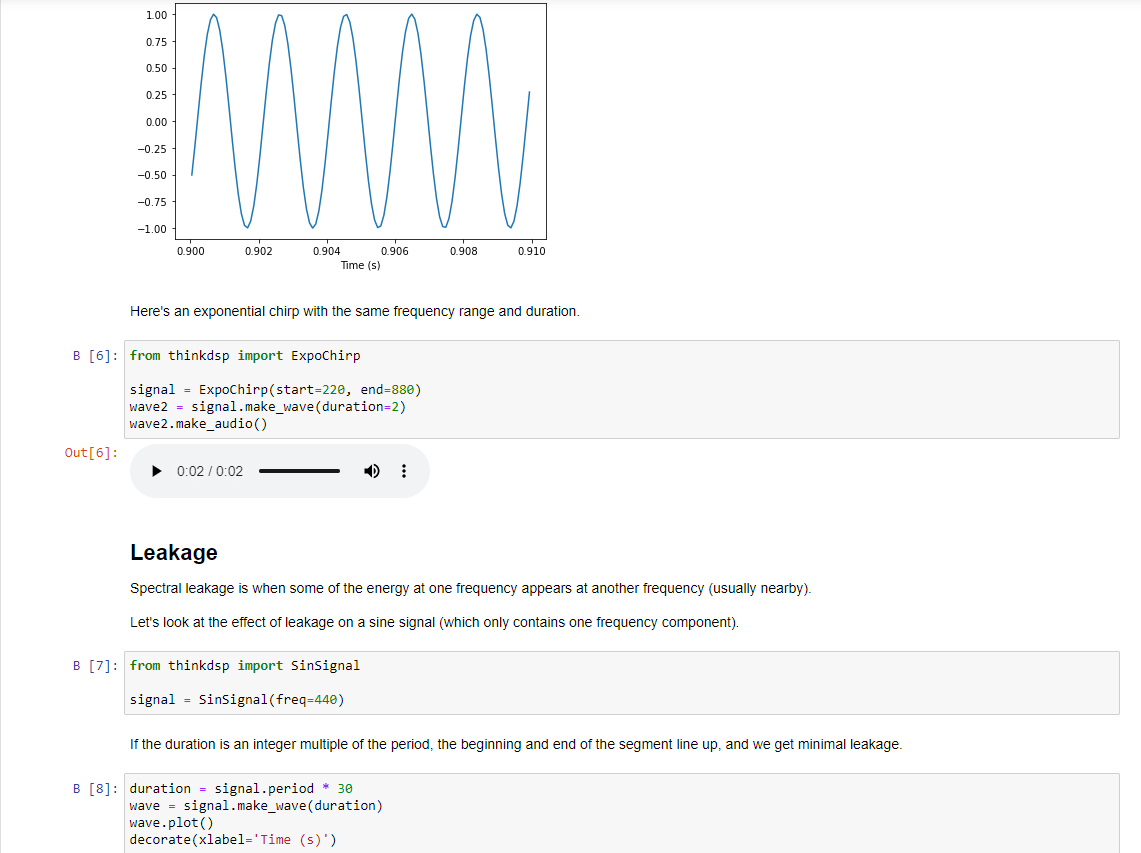 1.00
0.75
0.50
0.25
0.00
−0.25
−0.50
−0.75
−1.00
0.900 0.902 0.904 0.906 0.908 0.910
Time (s)
Here's an exponential chirp with the same frequency range and duration.
В [6]: from thinkdsp import ExpoChirp
signal = ExpoChirp(start=220, end=880)
wave2 = signal.make_wave(duration=2)
wave2.make_audio()
Out[6]:
0:02 / 0:02
Leakage
Spectral leakage is when some of the energy at one frequency appears at another frequency (usually nearby).
Let's look at the effect of leakage on a sine signal (which only contains one frequency component).
В [7]: from thinkdsp import SinSignal
signal = SinSignal(freq=440)
If the duration is an integer multiple of the period, the beginning and end of the segment line up, and we get minimal leakage.
В [8]: duration = signal.period * 30
wave = signal.make_wave(duration)
wave.plot()
decorate(xlabel='Time (s)')